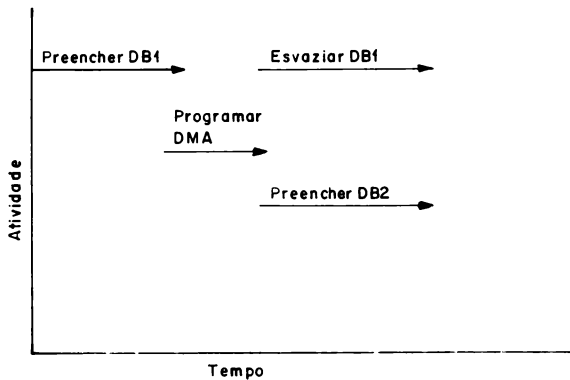 Preencher DB1
Esvaziar DB1
Programar
DMA
Preencher DB2
Atividade
Tempo